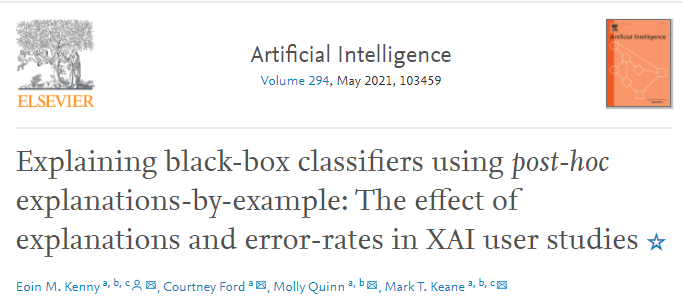 ELSEVIER
Artificial Intelligence
Volume 294, May 2021, 103459
Artificial Intelligence
Explaining black-box classifiers using post-hoc
explanations-by-example: The effect of
explanations and error-rates in XAI user studies ☆
Eoin M. Kenny a, b, c, Courtney Ford a, Molly Quinn a, b, Mark T. Keane a, b, c